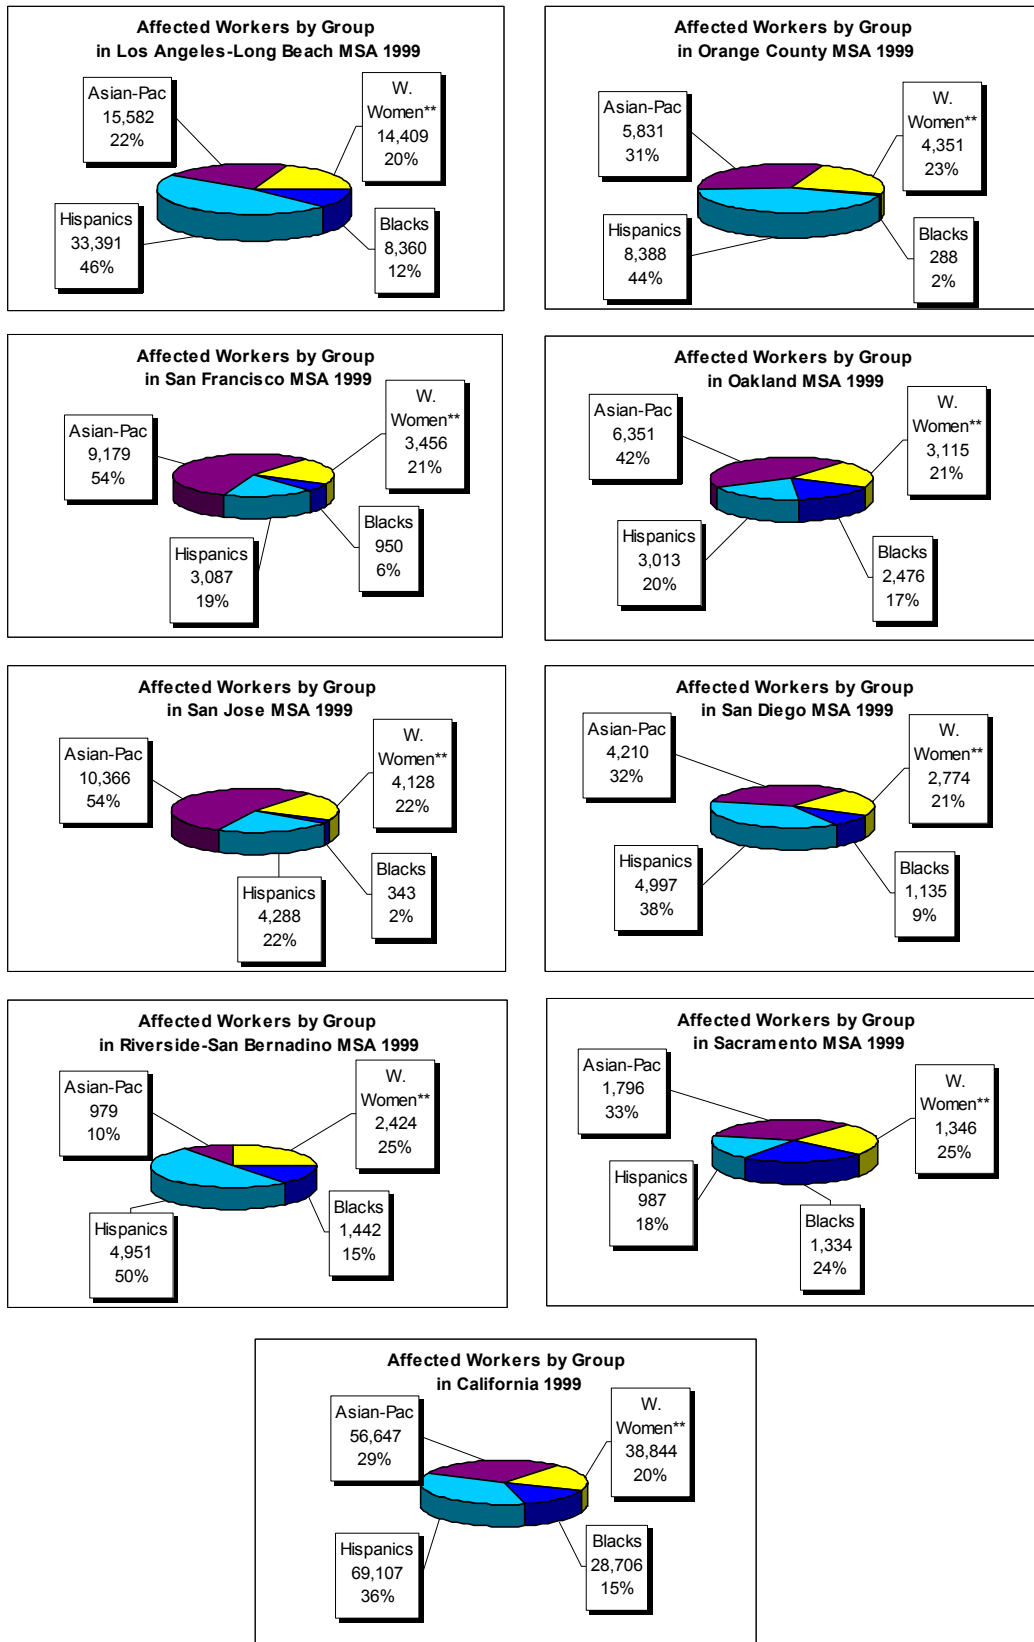 Affected Workers by Group
in Los Angeles-Long Beach MSA 1999
Asian-Pac
15,582
22%
W.
Women**
14,409
20%
Hispanics
33,391
46%
Blacks
8,360
12%
Affected Workers by Group
in Orange County MSA 1999
Asian-Pac
5,831
31%
W.
Women**
4,351
23%
Hispanics
8,388
44%
Blacks
288
2%
Affected Workers by Group
in San Francisco MSA 1999
Asian-Pac
9,179
54%
W.
Women**
3,456
21%
Hispanics
3,087
19%
Blacks
950
6%
Affected Workers by Group
in Oakland MSA 1999
Asian-Pac
6,351
42%
W.
Women**
3,115
21%
Hispanics
3,013
20%
Blacks
2,476
17%
Affected Workers by Group
in San Jose MSA 1999
Asian-Pac
10,366
54%
W.
Women**
4,128
22%
Hispanics
4,288
22%
Blacks
343
2%
Affected Workers by Group
in San Diego MSA 1999
Asian-Pac
4,210
32%
W.
Women**
2,774
21%
Hispanics
4,997
38%
Blacks
1,135
9%
Affected Workers by Group
in Riverside-San Bernadino MSA 1999
Asian-Pac
979
10%
W.
Women**
2,424
25%
Hispanics
4,951
50%
Blacks
1,442
15%
Affected Workers by Group
in Sacramento MSA 1999
Asian-Pac
1,796
33%
W.
Women**
1,346
25%
Hispanics
987
18%
Blacks
1,334
24%
Affected Workers by Group
in California 1999
Asian-Pac
56,647
29%
W.
Women**
38,844
20%
Hispanics
69,107
36%
Blacks
28,706
15%